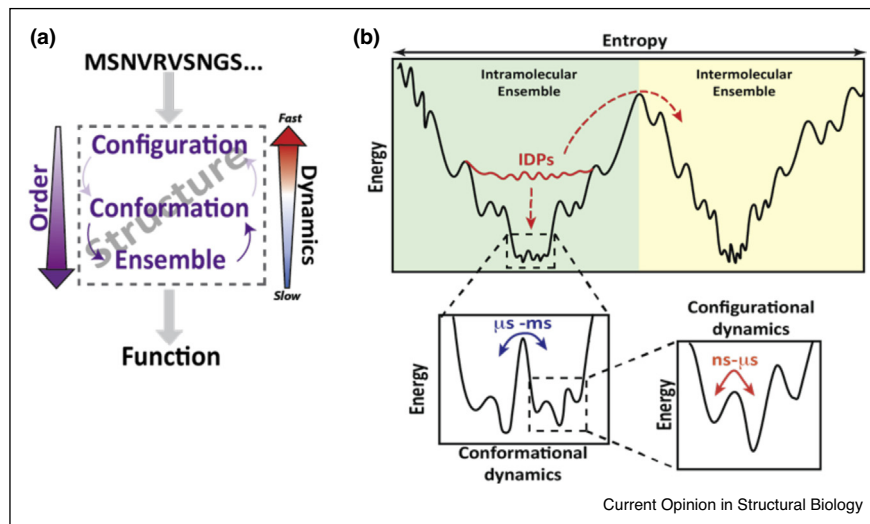 (a)
MSNVRVSNGS...
Order
Configuration
Conformation
Ensemble
Structure
Fast
Dynamics
Slow
Function
(b)
Entropy
Energy
Intramolecular
Ensemble
Intermolecular
Ensemble
IDPs
Energy
μs -ms
Conformational
dynamics
Configurational
dynamics
Energy
ns-μs
Current Opinion in Structural Biology